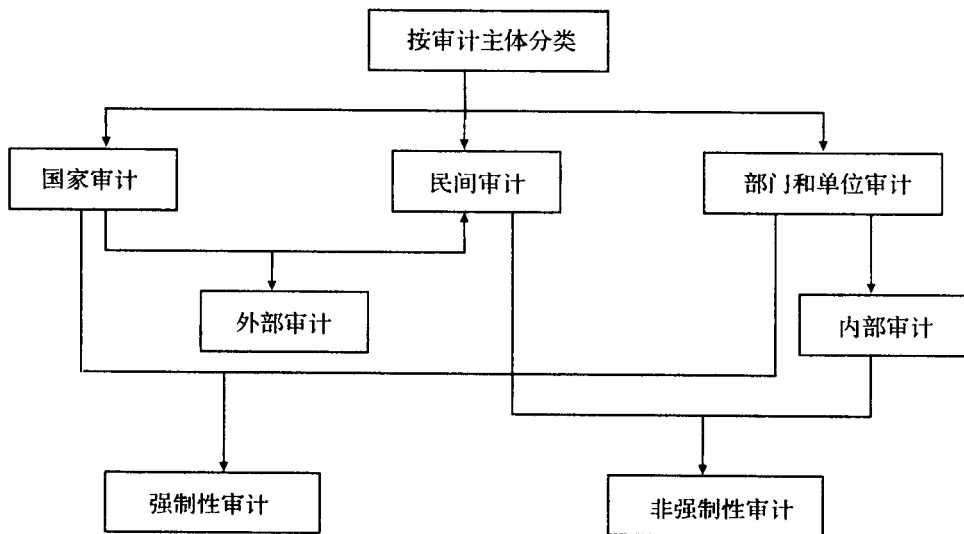 按审计主体分类
国家审计
民间审计
部门和单位审计
外部审计
内部审计
强制性审计
非强制性审计